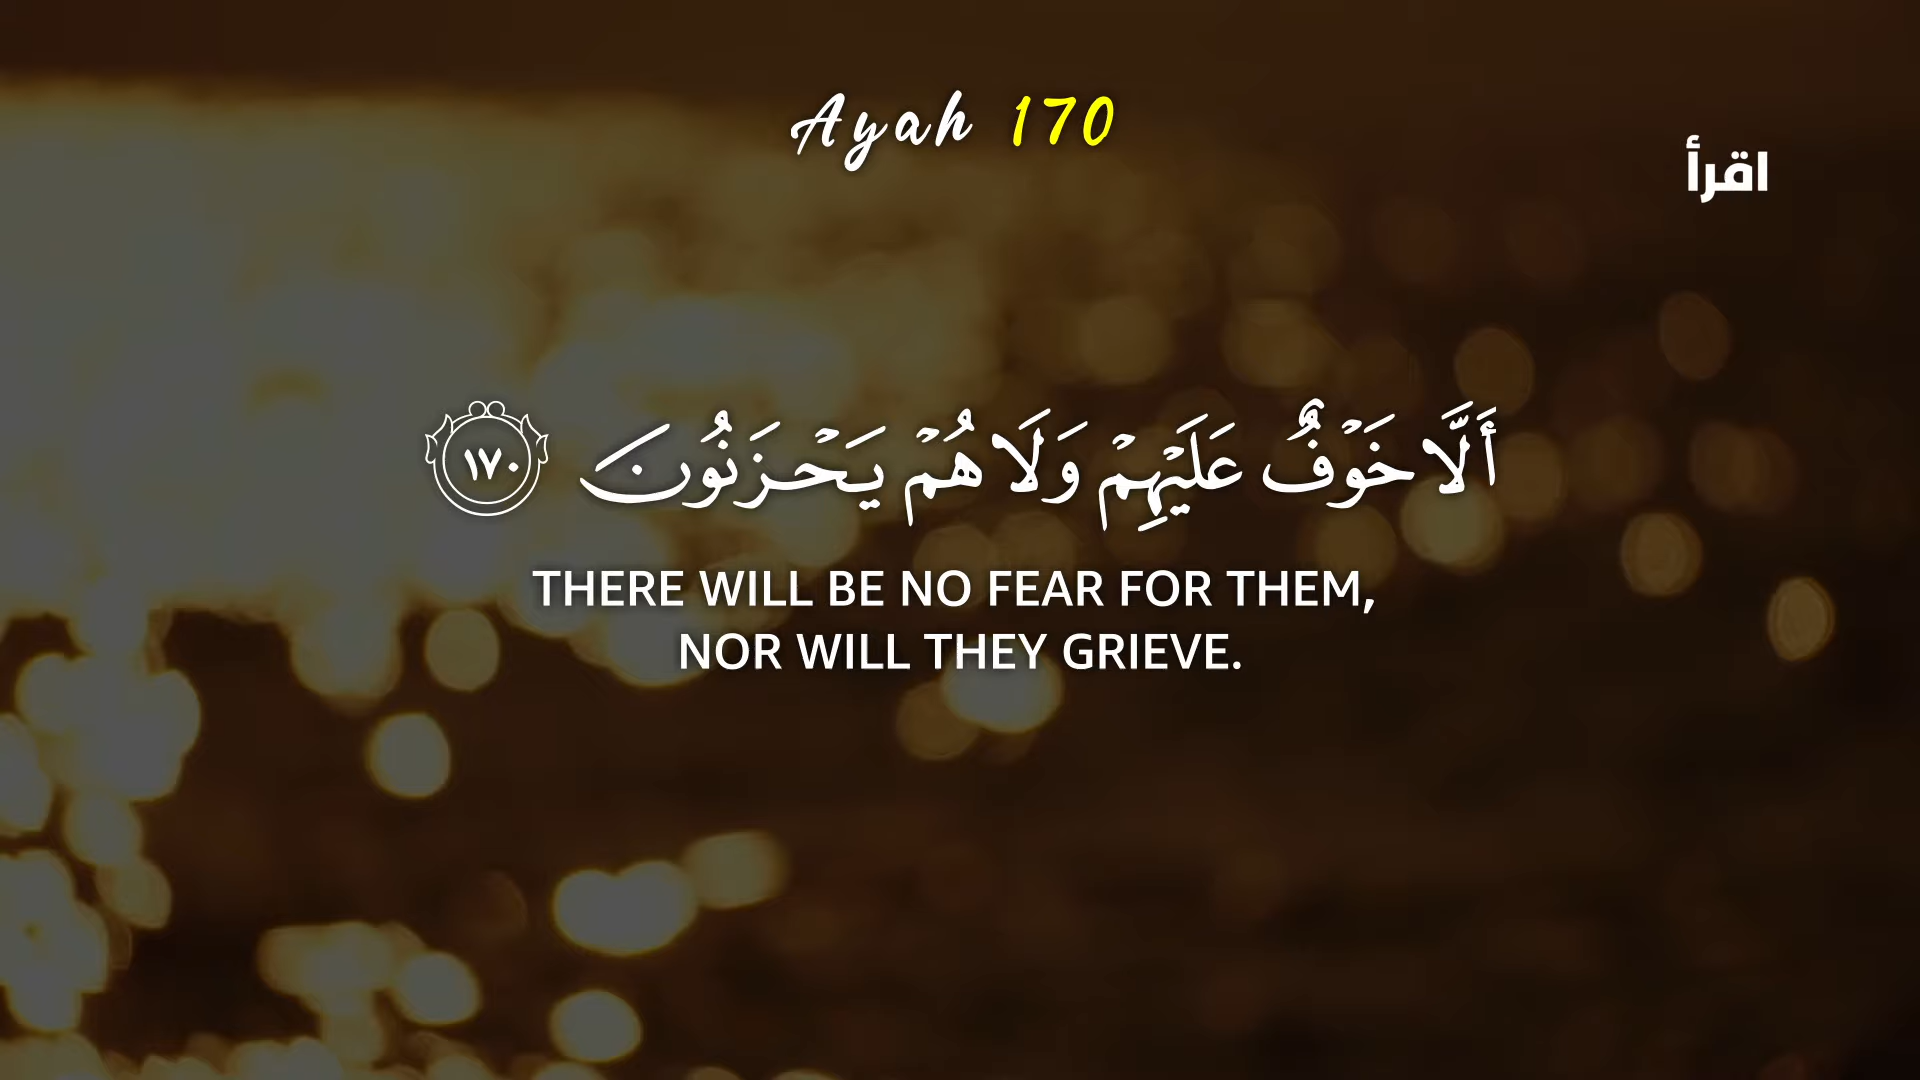 Ayah 170
اقرأ
أَلَّا خَوْفٌ عَلَيْهِمْ وَلَا هُمْ يَحْزَنُونَ ١٧٠
THERE WILL BE NO FEAR FOR THEM,
NOR WILL THEY GRIEVE.